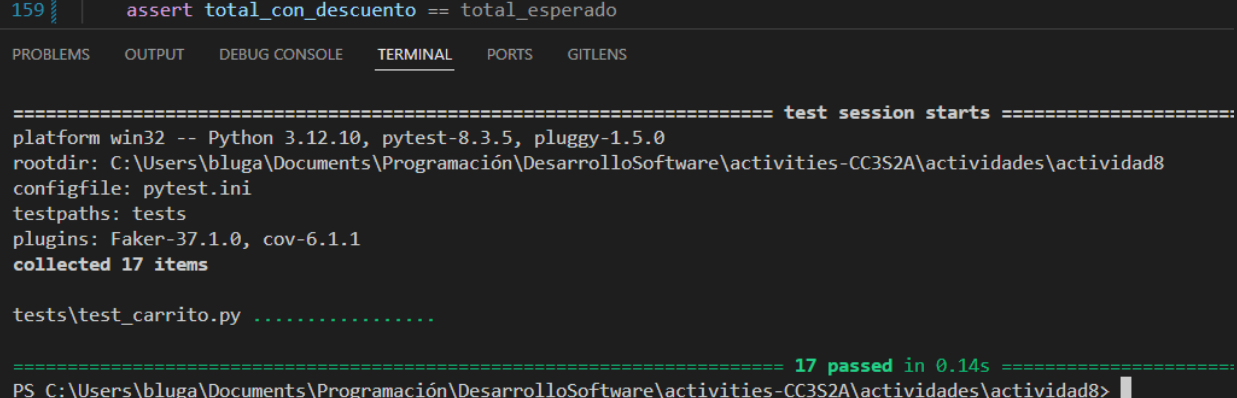 159 assert total_con_descuento == total_esperado
PROBLEMS OUTPUT DEBUG CONSOLE TERMINAL PORTS GITLENS
======================================================================= test session starts ======================
platform win32 -- Python 3.12.10, pytest-8.3.5, pluggy-1.5.0
rootdir: C:\Users\bluga\Documents\Programación\DesarrolloSoftware\activities-CC3S2A\actividades\actividad8
configfile: pytest.ini
testpaths: tests
plugins: Faker-37.1.0, cov-6.1.1
collected 17 items
tests\test_carrito.py .................
======================================================================== 17 passed in 0.14s ======================
PS C:\Users\bluga\Documents\Programación\DesarrolloSoftware\activities-CC3S2A\actividades\actividad8>